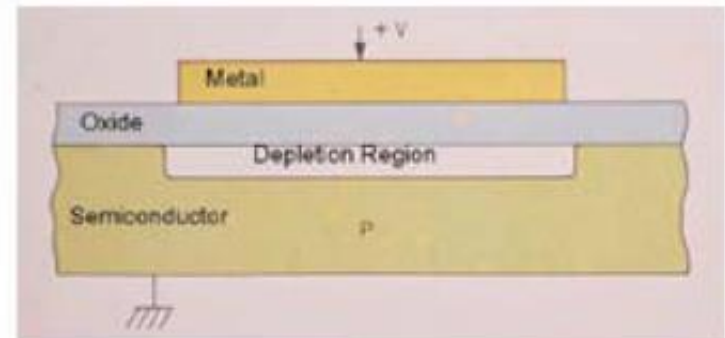 + V
Metal
Oxide
Depletion Region
Semiconductor
P